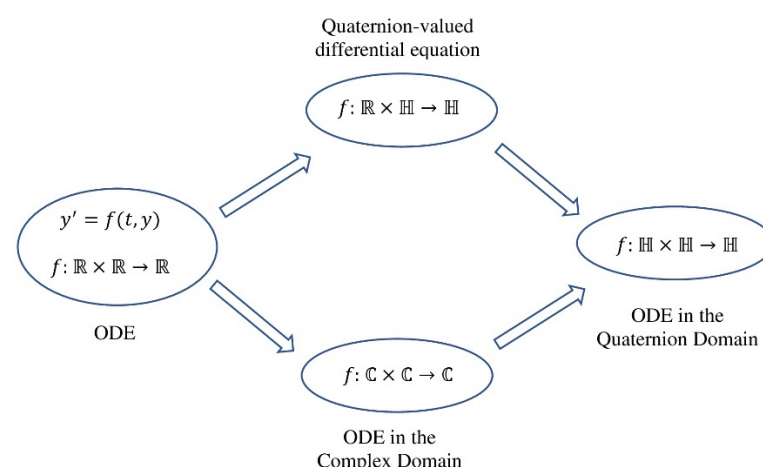 Quaternion-valued
differential equation
f: ℝ × ℍ → ℍ
y′ = f(t, y)
f: ℝ × ℝ → ℝ
ODE
f: ℍ × ℍ → ℍ
ODE in the
Quaternion Domain
f: ℂ × ℂ → ℂ
ODE in the
Complex Domain